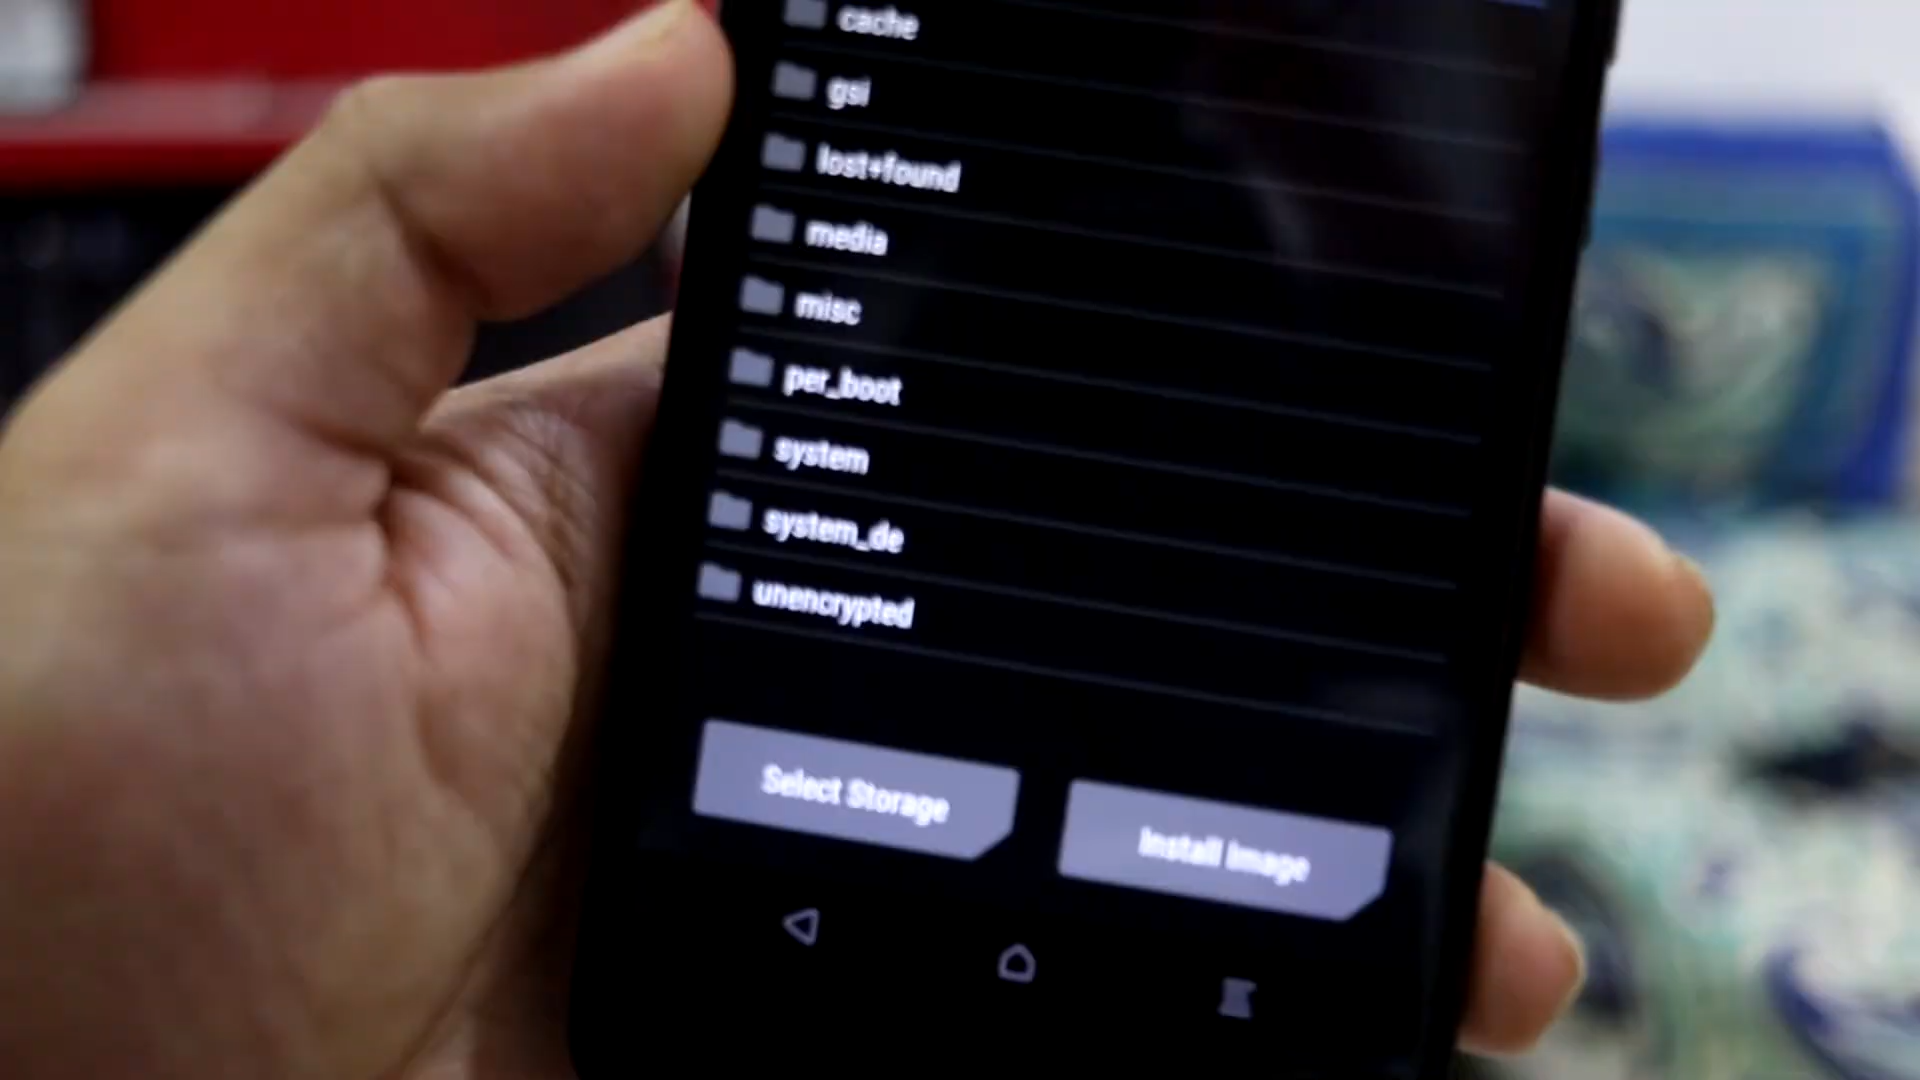 cache
gsi
lost+found
media
misc
per_boot
system
system_de
unencrypted
Select Storage
Install Image